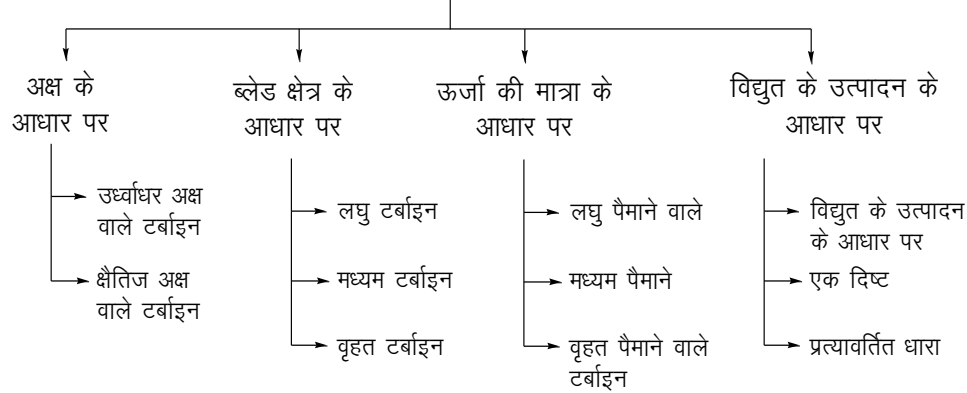 अक्ष के
आधार पर
उर्ध्वाधर अक्ष
वाले टर्बाइन
क्षैतिज अक्ष
वाले टर्बाइन
ब्लेड क्षेत्र के
आधार पर
लघु टर्बाइन
मध्यम टर्बाइन
वृहत टर्बाइन
ऊर्जा की मात्रा के
आधार पर
लघु पैमाने वाले
मध्यम पैमाने
वृहत पैमाने वाले
टर्बाइन
विद्युत के उत्पादन के
आधार पर
विद्युत के उत्पादन
के आधार पर
एक दिष्ट
प्रत्यावर्तित धारा